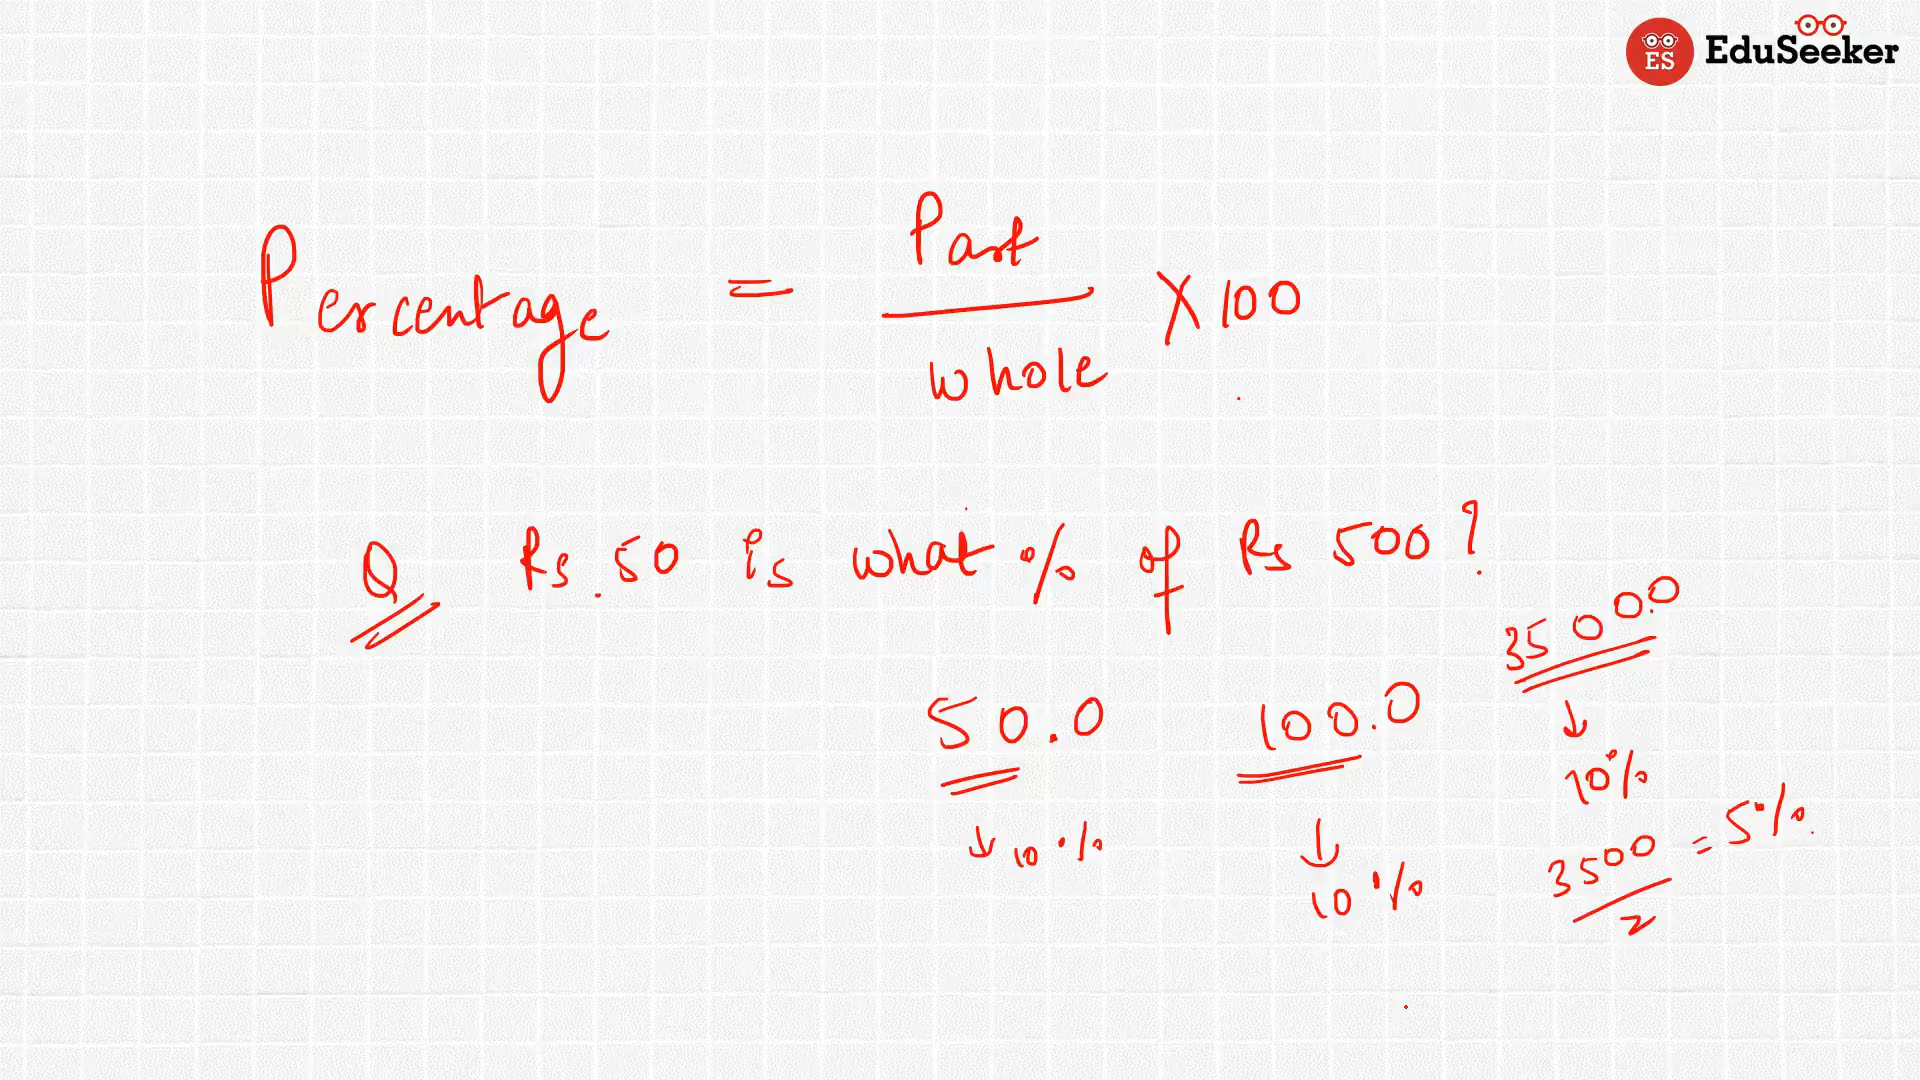 ES EduSeeker
Percentage = Part / whole X 100
Q Rs. 50 is what % of Rs 500?
50.0 100.0 35000.0
↓ 10% ↓ 10% ↓ 10%
3500 / 2 = 5%